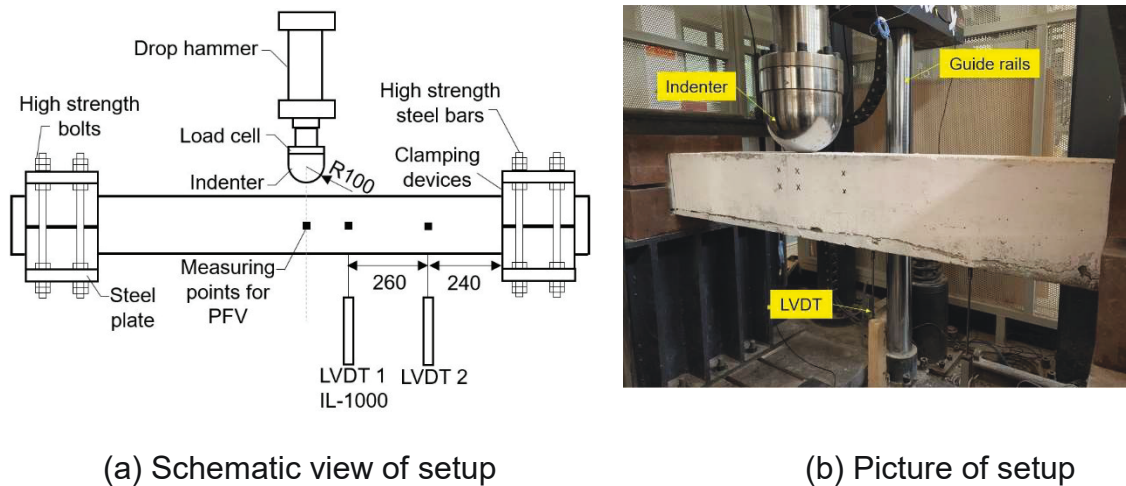 Drop hammer
High strength
bolts
Load cell
Indenter
R100
High strength
steel bars
Clamping
devices
Steel
plate
Measuring
points for
PFV
260
240
LVDT 1
IL-1000
LVDT 2
Indenter
Guide rails
LVDT
(a) Schematic view of setup
(b) Picture of setup